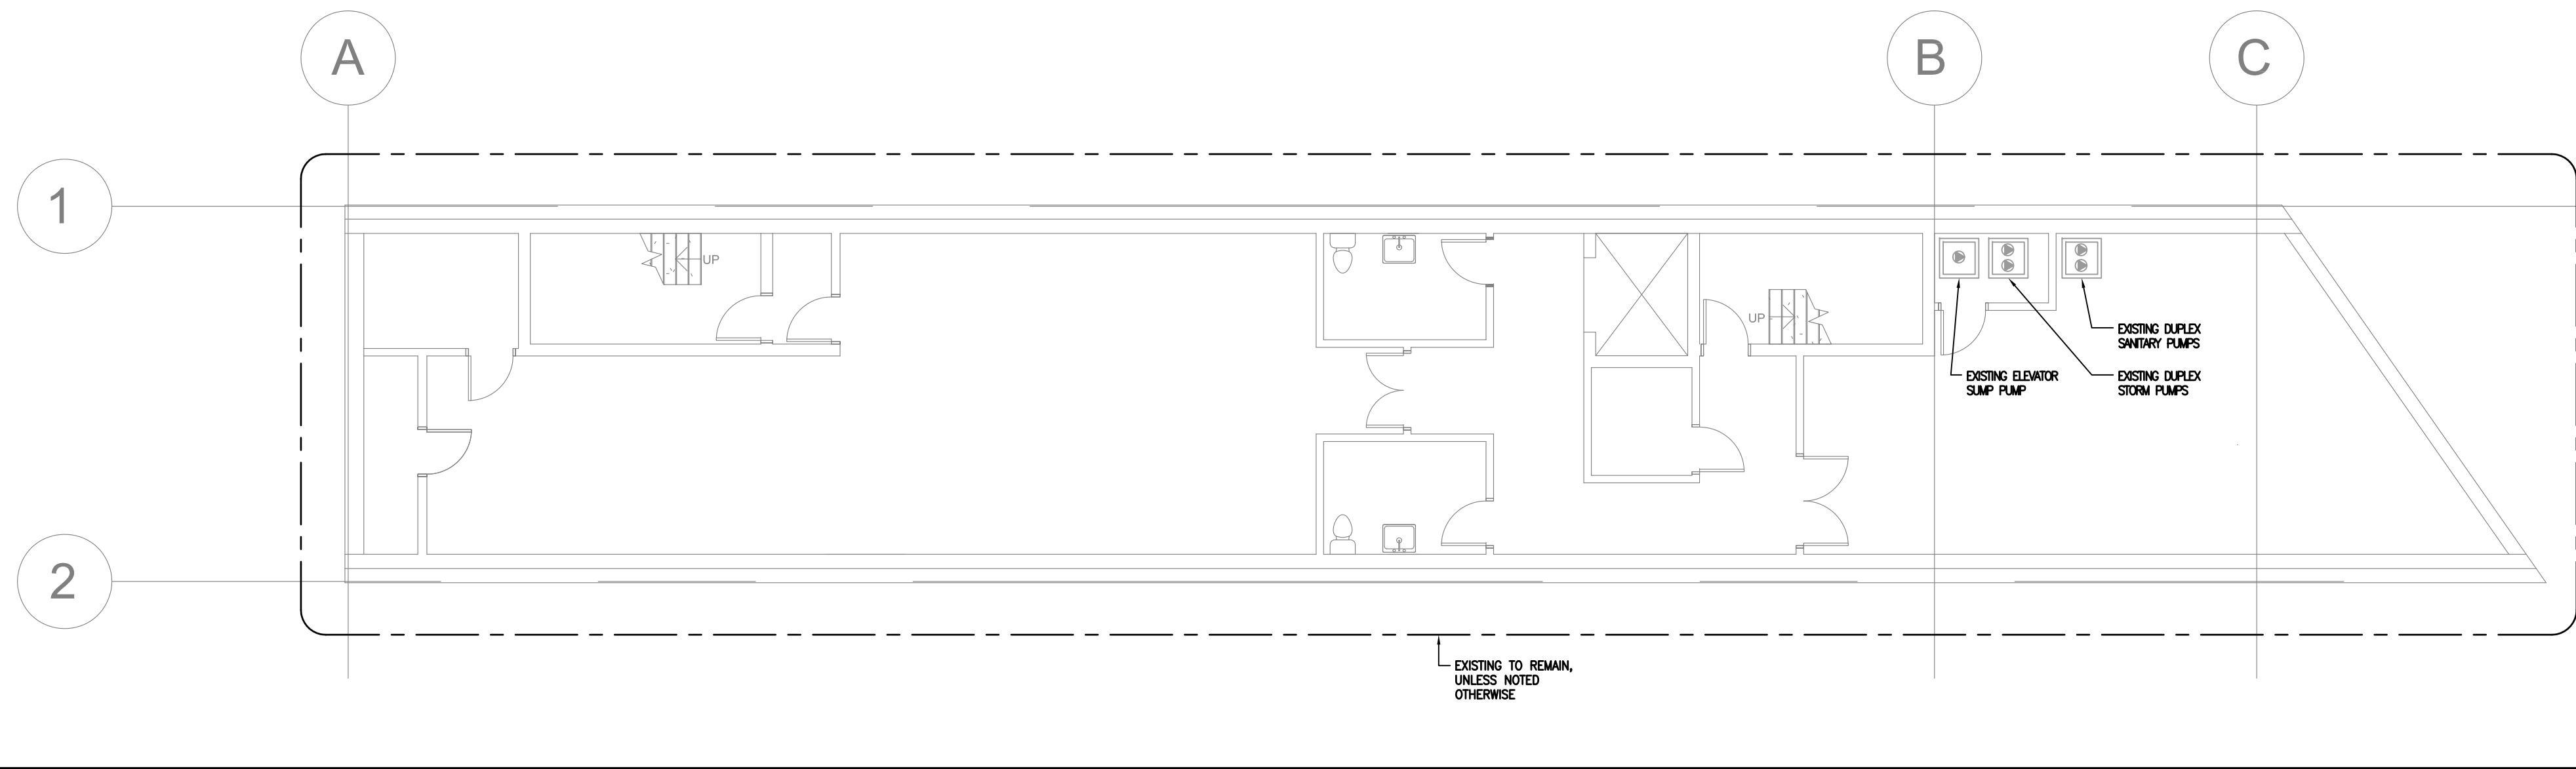 A
B
C
1
UP
UP
EXISTING DUPLEX
SANITARY PUMPS
EXISTING ELEVATOR
SUMP PUMP
EXISTING DUPLEX
STORM PUMPS
2
EXISTING TO REMAIN,
UNLESS NOTED
OTHERWISE